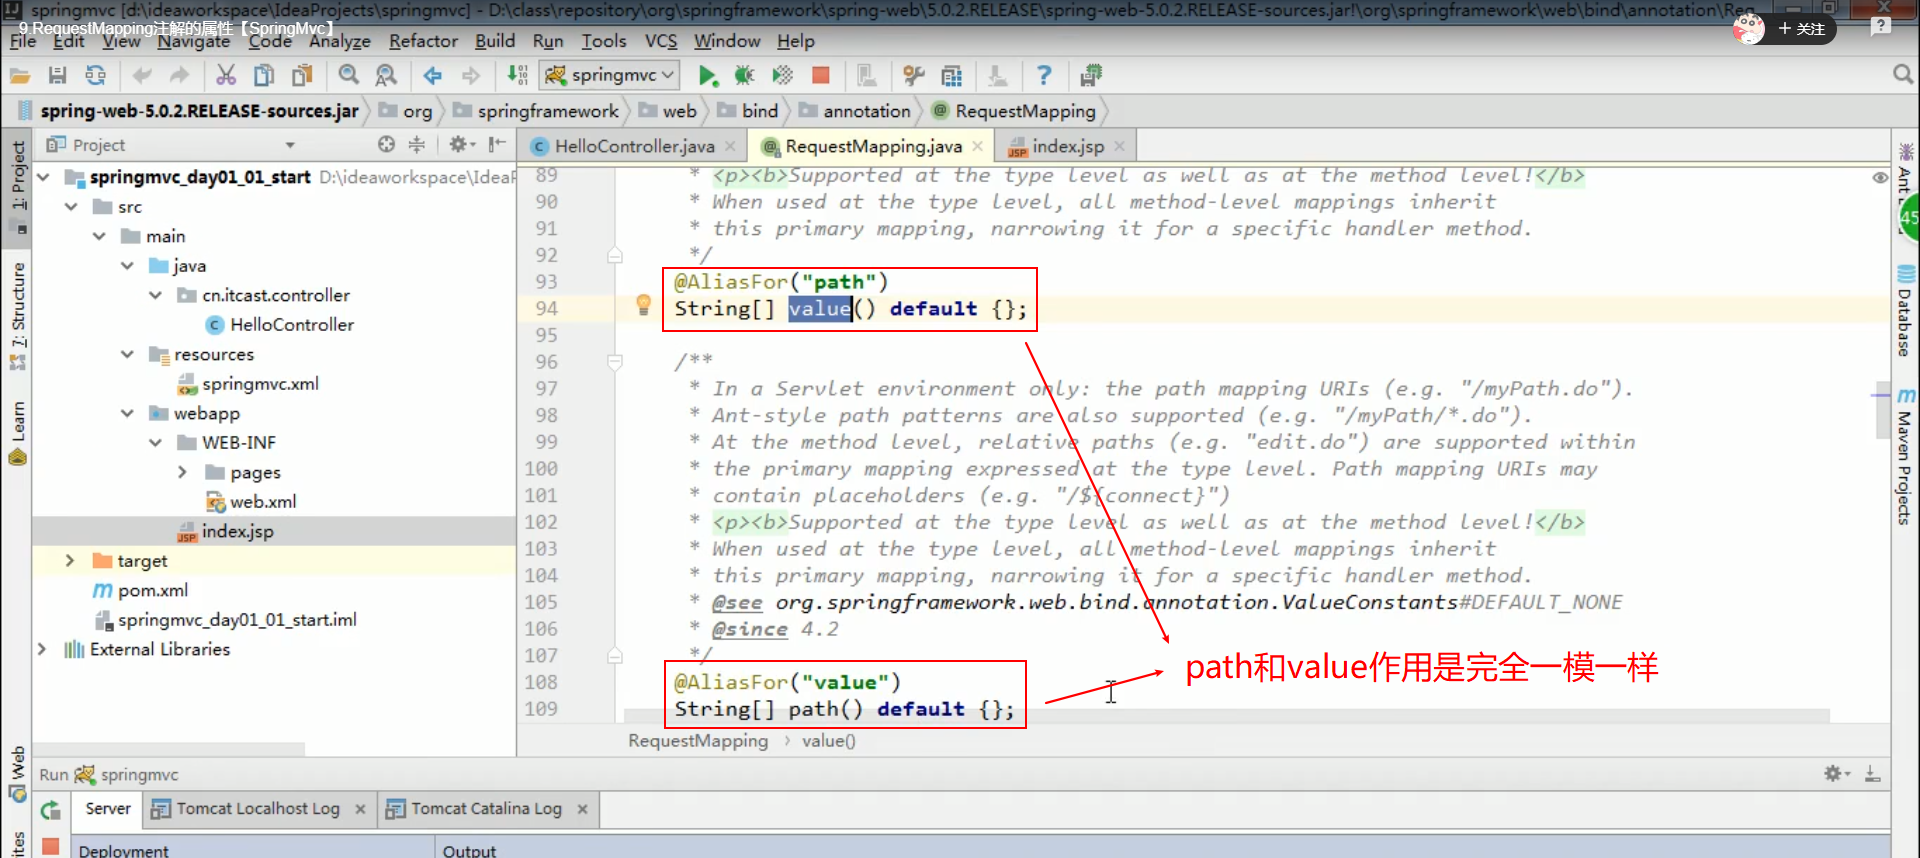 springmvc [d:\ideaworkspace\IdeaProjects\springmvc] - D:\class\repository\org\springframework\spring-web\5.0.2.RELEASE\spring-web-5.0.2.RELEASE-sources.jar!\org\springframework\web\bind\annotation\Req
9.RequestMapping注解的属性【SpringMvc】
+ 关注
File Edit View Navigate Code Analyze Refactor Build Run Tools VCS Window Help
springmvc
spring-web-5.0.2.RELEASE-sources.jar org springframework web bind annotation RequestMapping
Project
HelloController.java RequestMapping.java index.jsp
1: Project
7: Structure
Learn
Web
springmvc_day01_01_start D:\ideaworkspace\IdeaP
src
main
java
cn.itcast.controller
HelloController
resources
springmvc.xml
webapp
WEB-INF
pages
web.xml
index.jsp
target
pom.xml
springmvc_day01_01_start.iml
External Libraries
89 * <p><b>Supported at the type level as well as at the method level!</b>
90 * When used at the type level, all method-level mappings inherit
91 * this primary mapping, narrowing it for a specific handler method.
92 */
93 @AliasFor("path")
94 String[] value() default {};
95
96 /**
97 * In a Servlet environment only: the path mapping URIs (e.g. "/myPath.do").
98 * Ant-style path patterns are also supported (e.g. "/myPath/*.do").
99 * At the method level, relative paths (e.g. "edit.do") are supported within
100 * the primary mapping expressed at the type level. Path mapping URIs may
101 * contain placeholders (e.g. "/${connect}")
102 * <p><b>Supported at the type level as well as at the method level!</b>
103 * When used at the type level, all method-level mappings inherit
104 * this primary mapping, narrowing it for a specific handler method.
105 * @see org.springframework.web.bind.annotation.ValueConstants#DEFAULT_NONE
106 * @since 4.2
107 */
108 @AliasFor("value")
109 String[] path() default {};
path和value作用是完全一模一样
RequestMapping › value()
Ant
45
Database
Maven Projects
Run springmvc
Server Tomcat Localhost Log Tomcat Catalina Log
Deployment Output